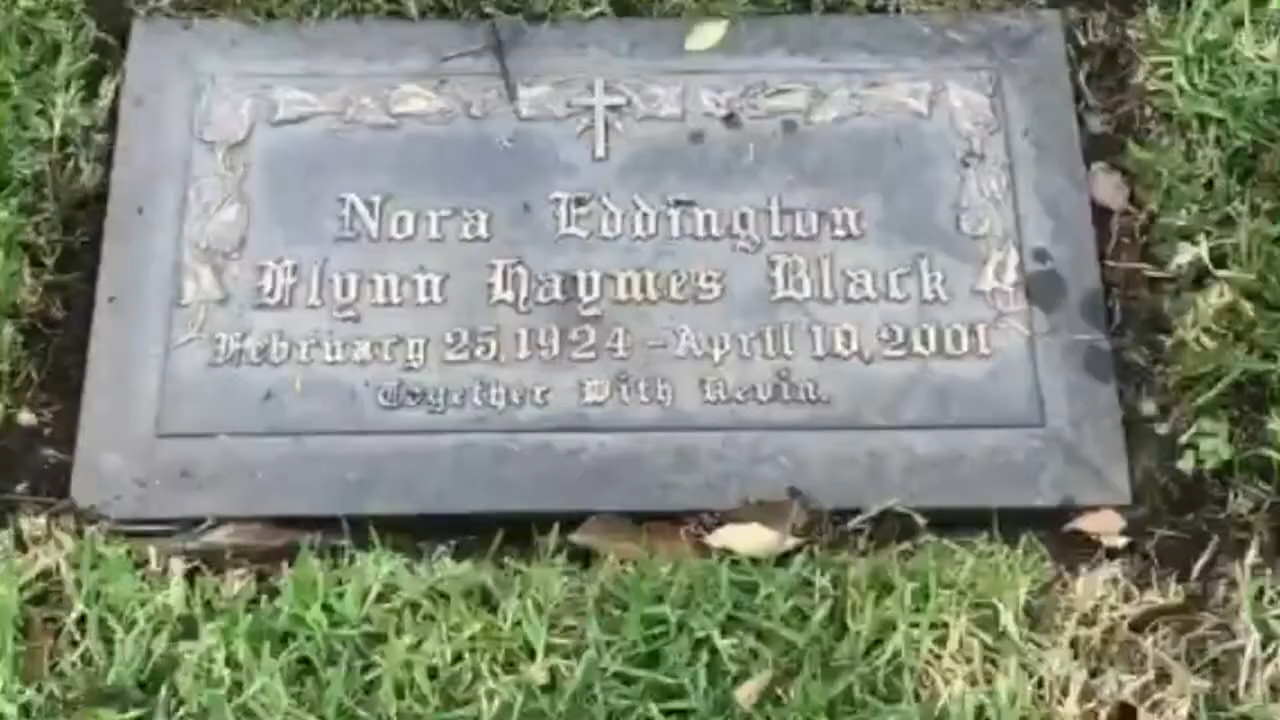 Nora Eddington
Flynn Haymes Black
February 25, 1924 - April 10, 2001
Together With Kevin.